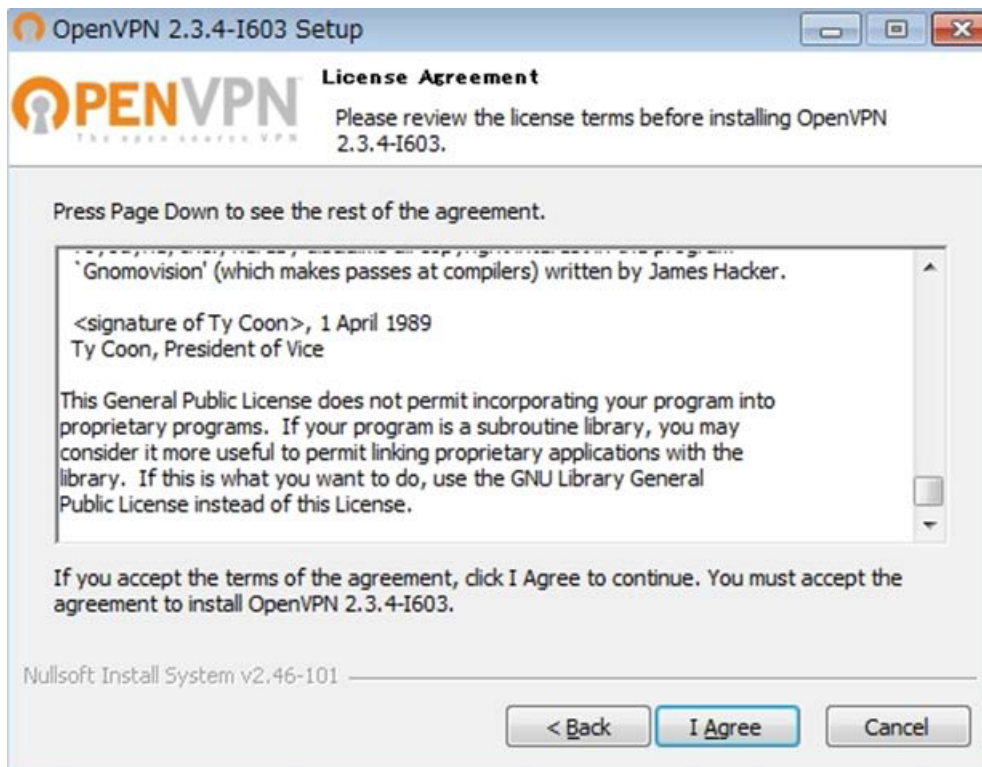 OpenVPN 2.3.4-I603 Setup
OPENVPN
The open source VPN
License Agreement
Please review the license terms before installing OpenVPN
2.3.4-I603.
Press Page Down to see the rest of the agreement.
`Gnomovision' (which makes passes at compilers) written by James Hacker.
<signature of Ty Coon>, 1 April 1989
Ty Coon, President of Vice
This General Public License does not permit incorporating your program into
proprietary programs.  If your program is a subroutine library, you may
consider it more useful to permit linking proprietary applications with the
library.  If this is what you want to do, use the GNU Library General
Public License instead of this License.
If you accept the terms of the agreement, click I Agree to continue. You must accept the
agreement to install OpenVPN 2.3.4-I603.
Nullsoft Install System v2.46-101
< Back
I Agree
Cancel